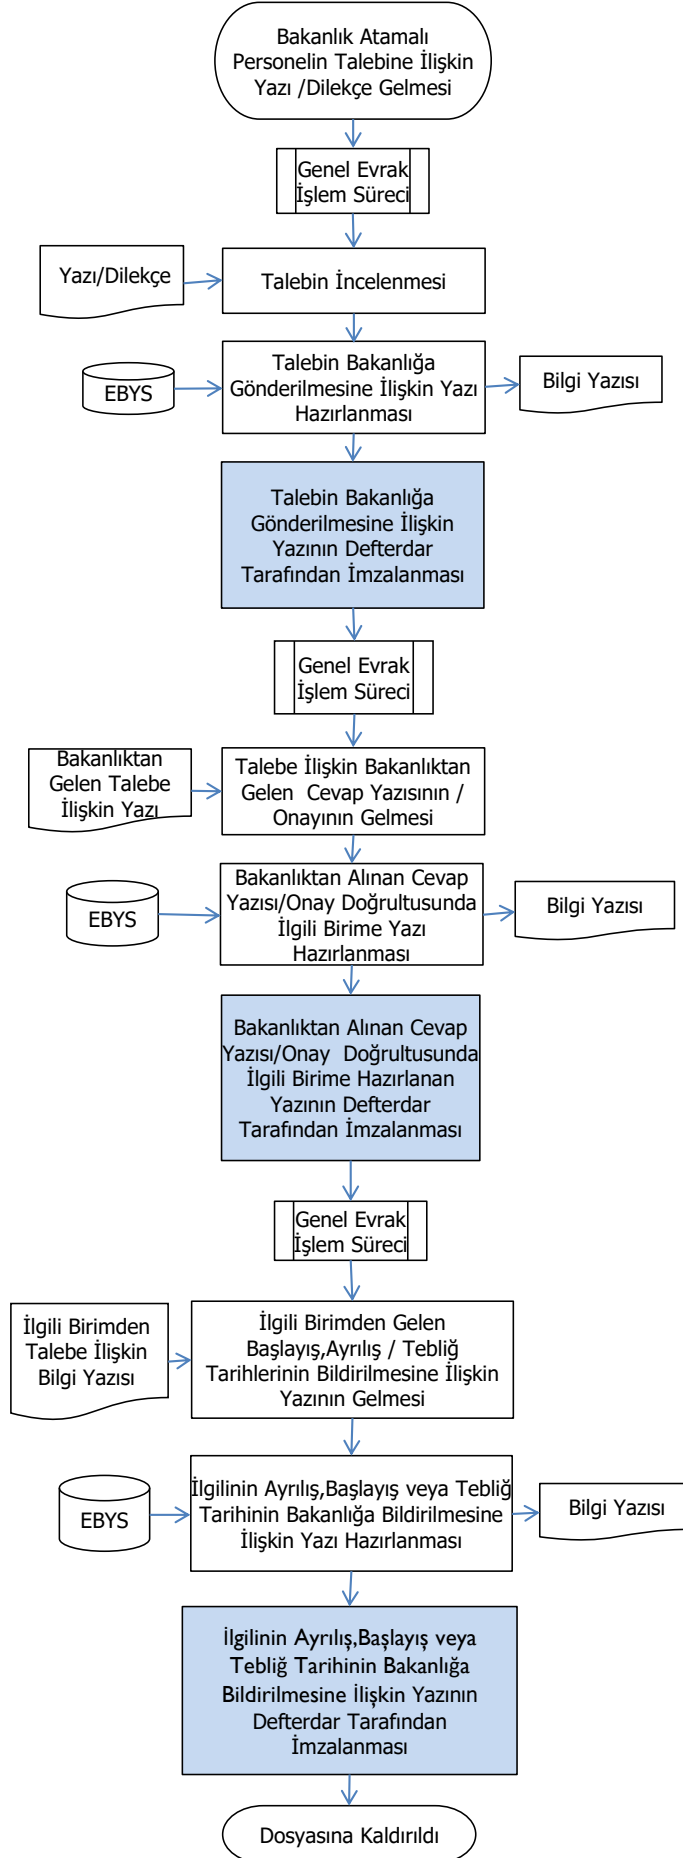 Bakanlık Atamalı
Personelin Talebine İlişkin
Yazı /Dilekçe Gelmesi
Genel Evrak
İşlem Süreci
Yazı/Dilekçe
Talebin İncelenmesi
Talebin Bakanlığa
Gönderilmesine İlişkin Yazı
Hazırlanması
EBYS
Bilgi Yazısı
Talebin Bakanlığa
Gönderilmesine İlişkin
Yazının Defterdar
Tarafından İmzalanması
Genel Evrak
İşlem Süreci
Bakanlıktan
Gelen Talebe
İlişkin Yazı
Talebe İlişkin Bakanlıktan
Gelen  Cevap Yazısının /
Onayının Gelmesi
Bakanlıktan Alınan Cevap
Yazısı/Onay Doğrultusunda
İlgili Birime Yazı
Hazırlanması
EBYS
Bilgi Yazısı
Bakanlıktan Alınan Cevap
Yazısı/Onay  Doğrultusunda
İlgili Birime Hazırlanan
Yazının Defterdar
Tarafından İmzalanması
Genel Evrak
İşlem Süreci
İlgili Birimden
Talebe İlişkin
Bilgi Yazısı
İlgili Birimden Gelen
Başlayış,Ayrılış / Tebliğ
Tarihlerinin Bildirilmesine İlişkin
Yazının Gelmesi
İlgilinin Ayrılış,Başlayış veya Tebliğ
Tarihinin Bakanlığa Bildirilmesine
İlişkin Yazı Hazırlanması
EBYS
Bilgi Yazısı
İlgilinin Ayrılış,Başlayış veya
Tebliğ Tarihinin Bakanlığa
Bildirilmesine İlişkin Yazının
Defterdar Tarafından
İmzalanması
Dosyasına Kaldırıldı